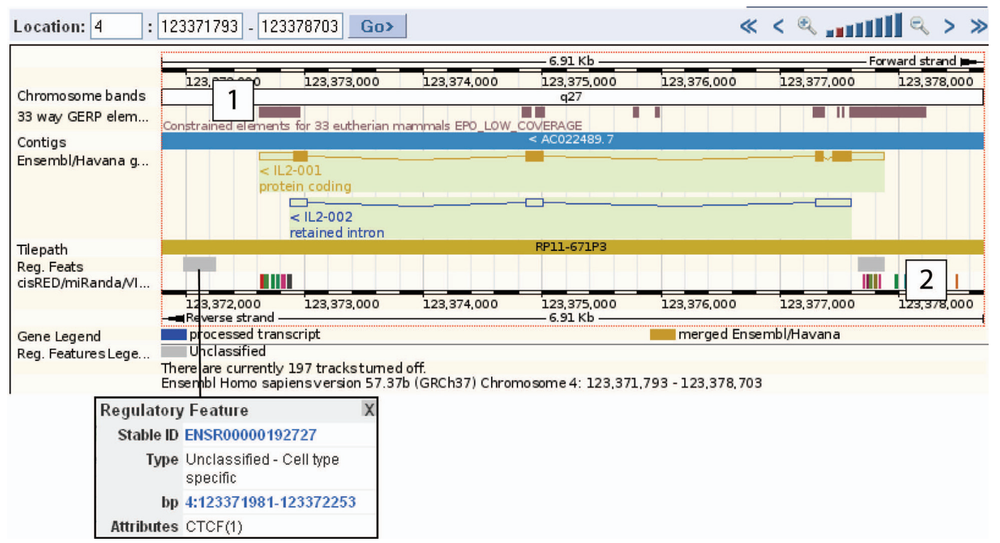 Location: 4 : 123371793 - 123378703 Go>
6.91 Kb Forward strand
123,373,000 123,374,000 123,375,000 123,376,000 123,377,000 123,378,000
1
Chromosome bands q27
33 way GERP elem...
Constrained elements for 33 eutherian mammals EPO_LOW_COVERAGE
Contigs < AC022489.7
Ensembl/Havana g...
< IL2-001
protein coding
< IL2-002
retained intron
Tilepath RP11-671P3
Reg. Feats
cisRED/miRanda/VI...
2
123,372,000 123,373,000 123,374,000 123,375,000 123,376,000 123,377,000 123,378,000
Reverse strand 6.91 Kb
Gene Legend processed transcript merged Ensembl/Havana
Reg. Features Lege... Unclassified
There are currently 197 tracks turned off.
Ensembl Homo sapiens version 57.37b (GRCh37) Chromosome 4: 123,371,793 - 123,378,703
Regulatory Feature X
Stable ID ENSR00000192727
Type Unclassified - Cell type
specific
bp 4:123371981-123372253
Attributes CTCF(1)